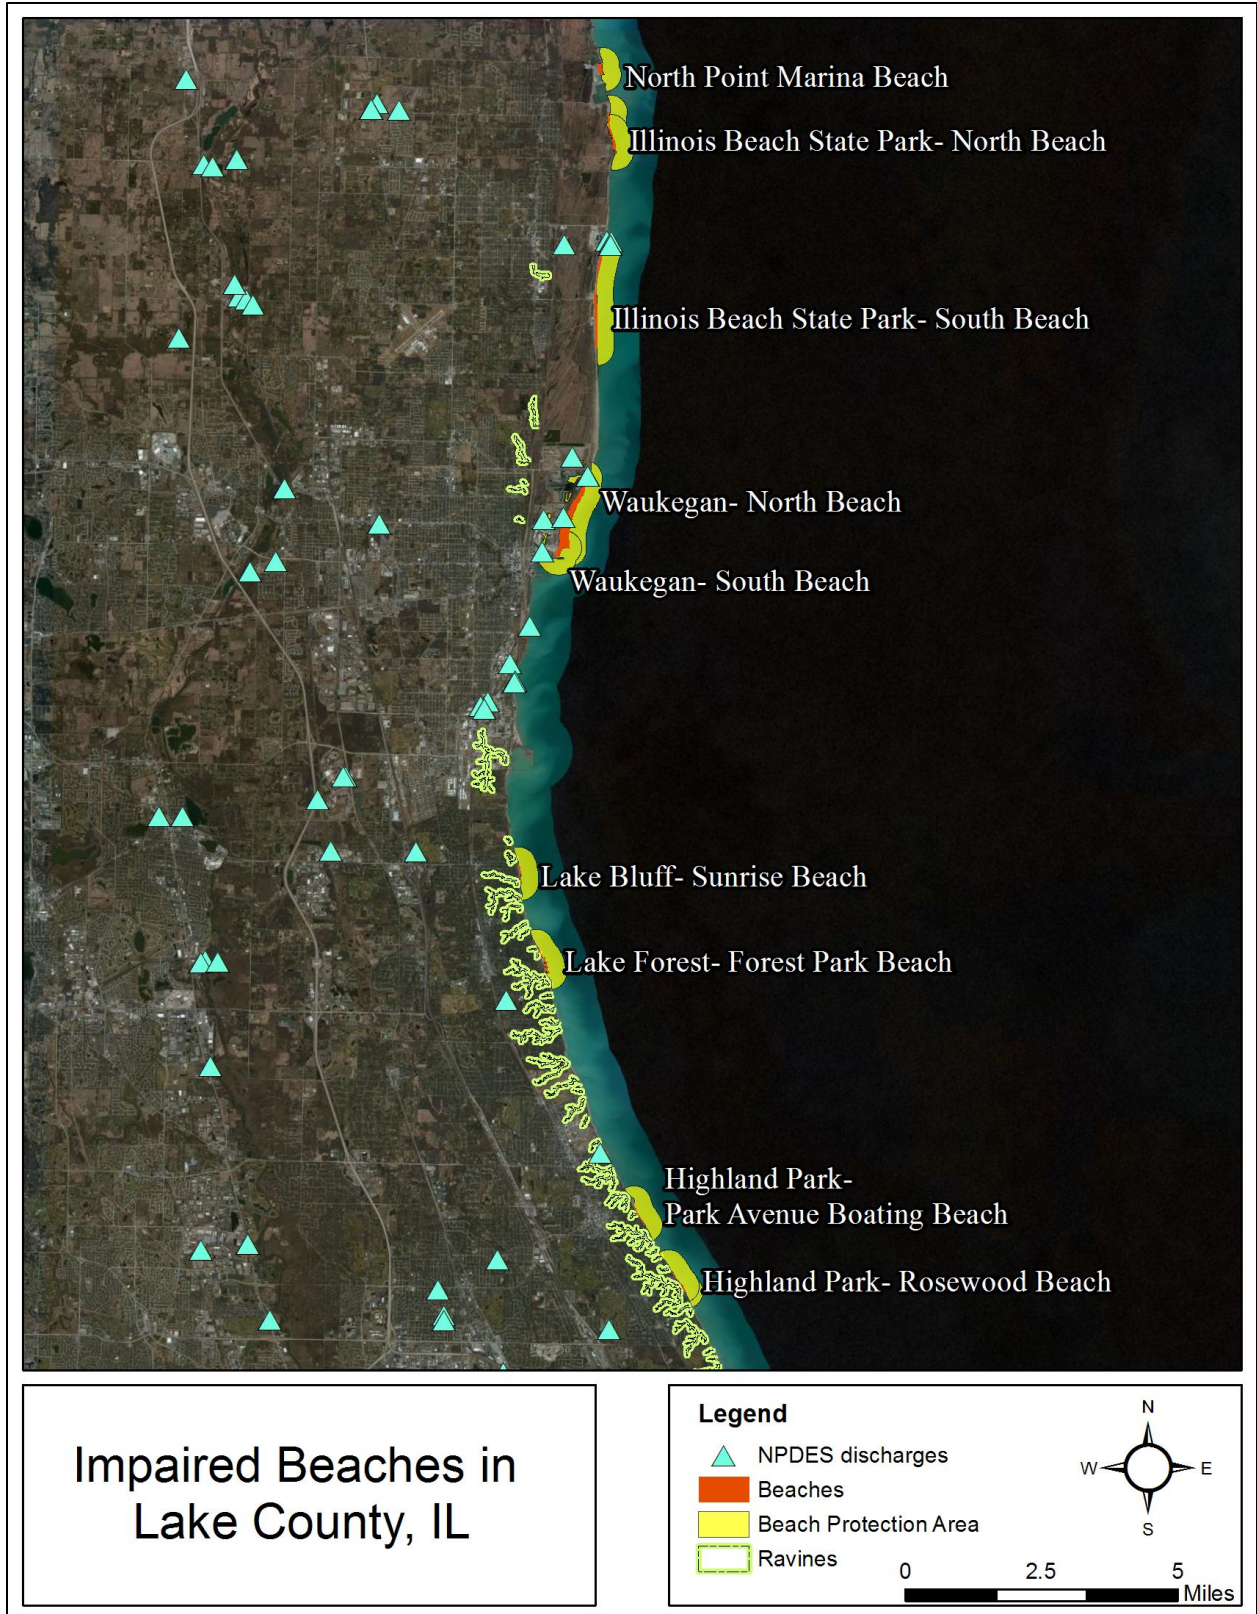 North Point Marina Beach
Illinois Beach State Park- North Beach
Illinois Beach State Park- South Beach
Waukegan- North Beach
Waukegan- South Beach
Lake Bluff- Sunrise Beach
Lake Forest- Forest Park Beach
Highland Park-
Park Avenue Boating Beach
Highland Park- Rosewood Beach
Impaired Beaches in
Lake County, IL
Legend
NPDES discharges
Beaches
Beach Protection Area
Ravines
N
W E
S
0 2.5 5
Miles